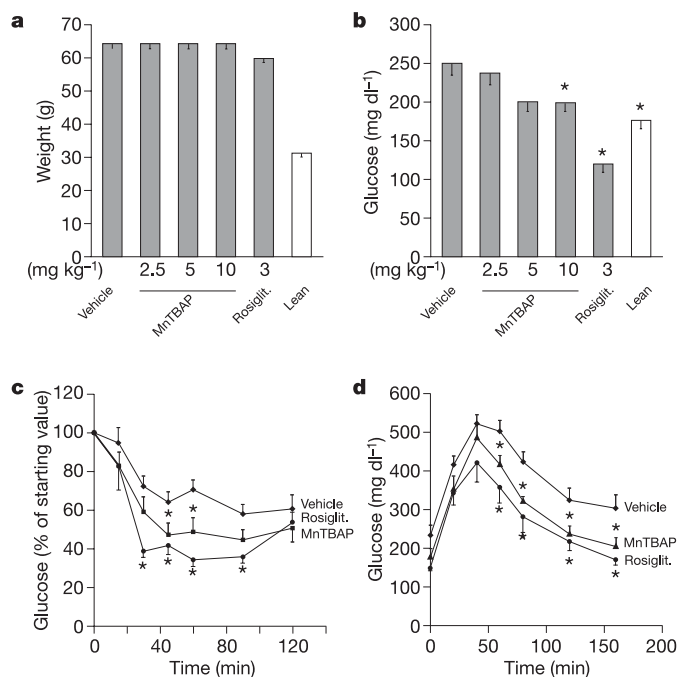 a
Weight (g)
70
60
50
40
30
20
10
0
(mg kg–1)
2.5 5 10 3
Vehicle
MnTBAP
Rosiglit.
Lean
b
Glucose (mg dl–1)
300
250
200
150
100
50
0
*
*
*
(mg kg–1)
2.5 5 10 3
Vehicle
MnTBAP
Rosiglit.
Lean
c
Glucose (% of starting value)
120
100
80
60
40
20
0
* *
* * * *
Vehicle
Rosiglit.
MnTBAP
0 40 80 120
Time (min)
d
Glucose (mg dl–1)
600
500
400
300
200
100
0
* * * *
* * * *
Vehicle
MnTBAP
Rosiglit.
0 50 100 150 200
Time (min)